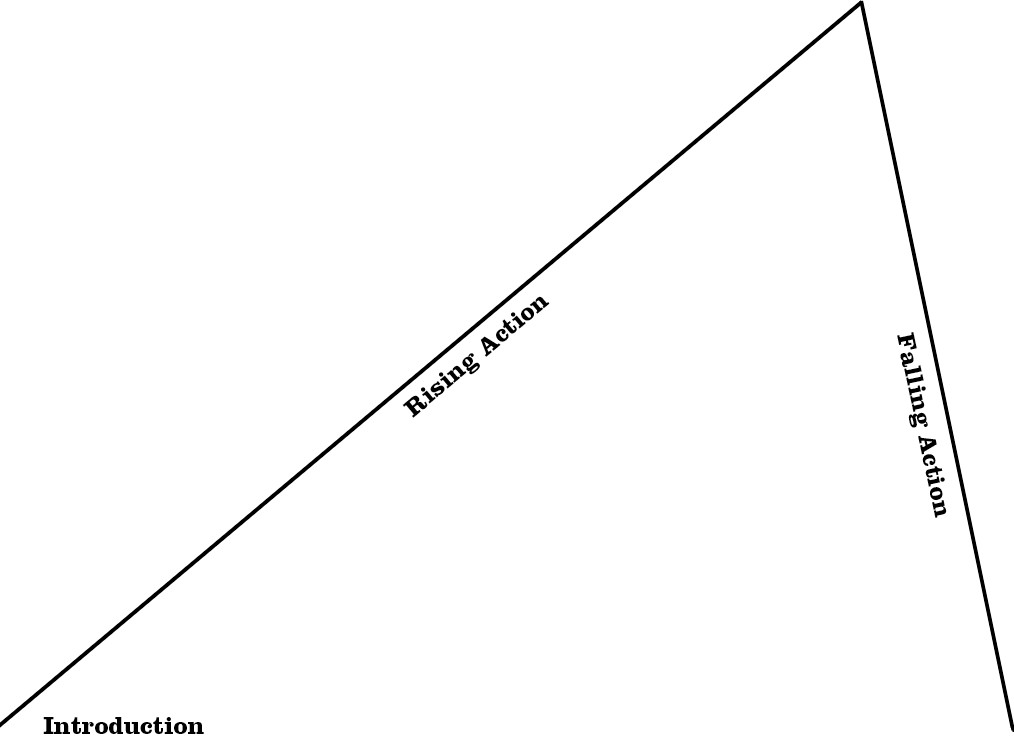 Introduction
Rising Action
Falling Action